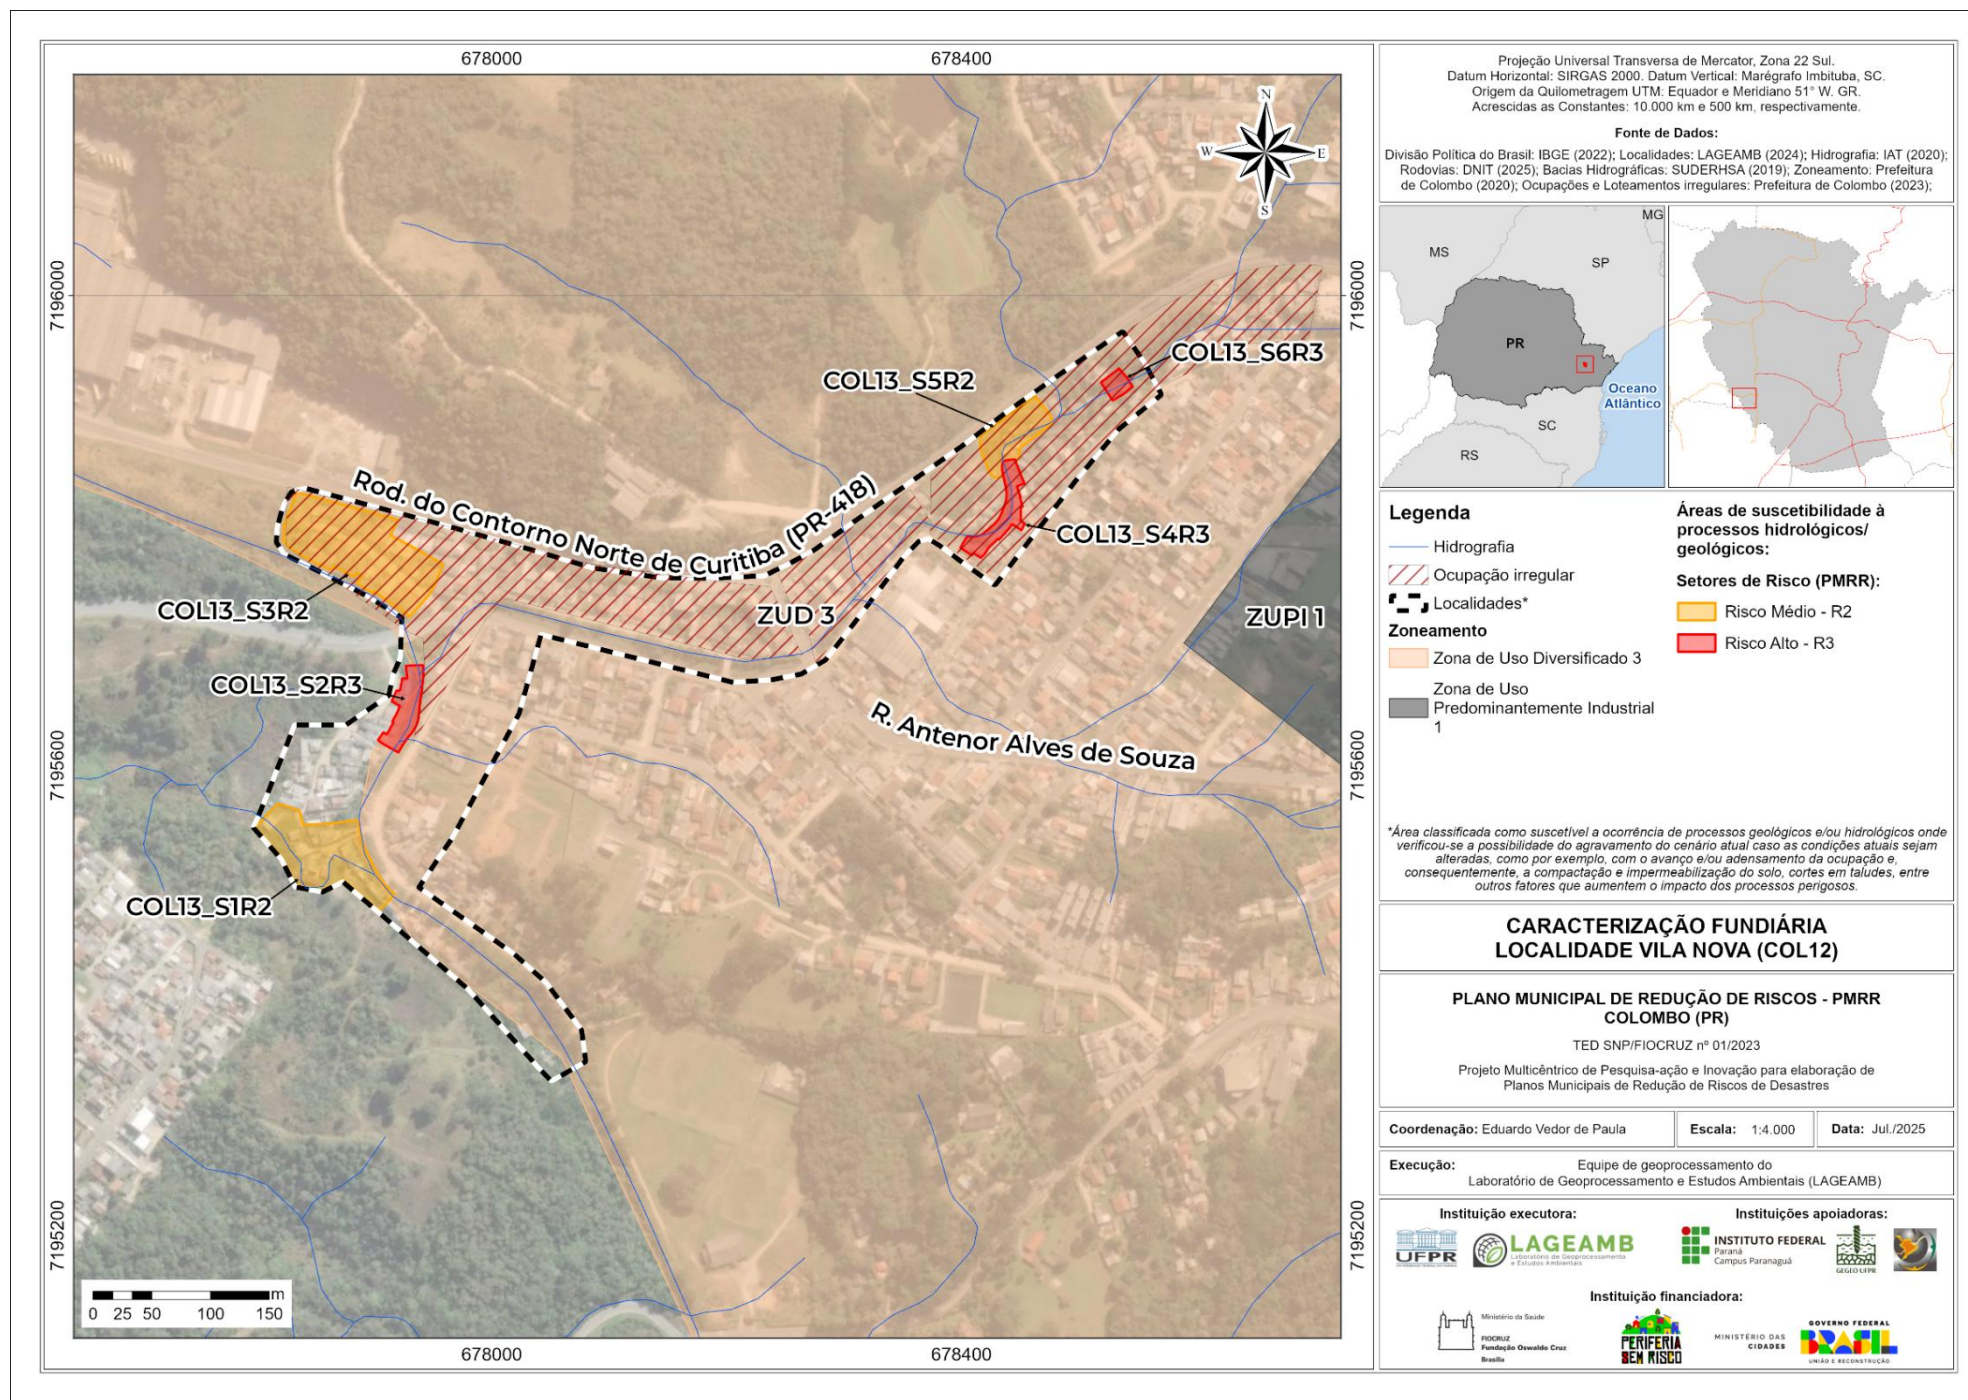 678000
678400
7196000
7195600
7195200
7196000
7195600
7195200
678000
678400
N
W
E
S
COL13_S6R3
COL13_S5R2
Rod. do Contorno Norte de Curitiba (PR-418)
COL13_S4R3
COL13_S3R2
ZUD 3
ZUPI 1
COL13_S2R3
R. Antenor Alves de Souza
COL13_S1R2
m
0 25 50 100 150
Projeção Universal Transversa de Mercator, Zona 22 Sul.
Datum Horizontal: SIRGAS 2000. Datum Vertical: Marégrafo Imbituba, SC.
Origem da Quilometragem UTM: Equador e Meridiano 51° W. GR.
Acrescidas as Constantes: 10.000 km e 500 km, respectivamente.
Fonte de Dados:
Divisão Política do Brasil: IBGE (2022); Localidades: LAGEAMB (2024); Hidrografia: IAT (2020);
Rodovias: DNIT (2025); Bacias Hidrográficas: SUDERHSA (2019); Zoneamento: Prefeitura
de Colombo (2020); Ocupações e Loteamentos irregulares: Prefeitura de Colombo (2023);
MG
MS
SP
PR
Oceano
Atlântico
SC
RS
Legenda
Hidrografia
Ocupação irregular
Localidades*
Zoneamento
Zona de Uso Diversificado 3
Zona de Uso
Predominantemente Industrial
1
Áreas de suscetibilidade à
processos hidrológicos/
geológicos:
Setores de Risco (PMRR):
Risco Médio - R2
Risco Alto - R3
*Área classificada como suscetível a ocorrência de processos geológicos e/ou hidrológicos onde
verificou-se a possibilidade do agravamento do cenário atual caso as condições atuais sejam
alteradas, como por exemplo, com o avanço e/ou adensamento da ocupação e,
consequentemente, a compactação e impermeabilização do solo, cortes em taludes, entre
outros fatores que aumentem o impacto dos processos perigosos.
CARACTERIZAÇÃO FUNDIÁRIA
LOCALIDADE VILA NOVA (COL12)
PLANO MUNICIPAL DE REDUÇÃO DE RISCOS - PMRR
COLOMBO (PR)
TED SNP/FIOCRUZ nº 01/2023
Projeto Multicêntrico de Pesquisa-ação e Inovação para elaboração de
Planos Municipais de Redução de Riscos de Desastres
Coordenação: Eduardo Vedor de Paula
Escala: 1:4.000
Data: Jul./2025
Execução:
Equipe de geoprocessamento do
Laboratório de Geoprocessamento e Estudos Ambientais (LAGEAMB)
Instituição executora:
Instituições apoiadoras:
UFPR
LAGEAMB
Laboratório de Geoprocessamento
e Estudos Ambientais
INSTITUTO FEDERAL
Paraná
Campus Paranaguá
GEGEO UFPR
Instituição financiadora:
Ministério da Saúde
FIOCRUZ
Fundação Oswaldo Cruz
Brasília
PERIFERIA
SEM RISCO
MINISTÉRIO DAS
CIDADES
GOVERNO FEDERAL
BRASIL
UNIÃO E RECONSTRUÇÃO